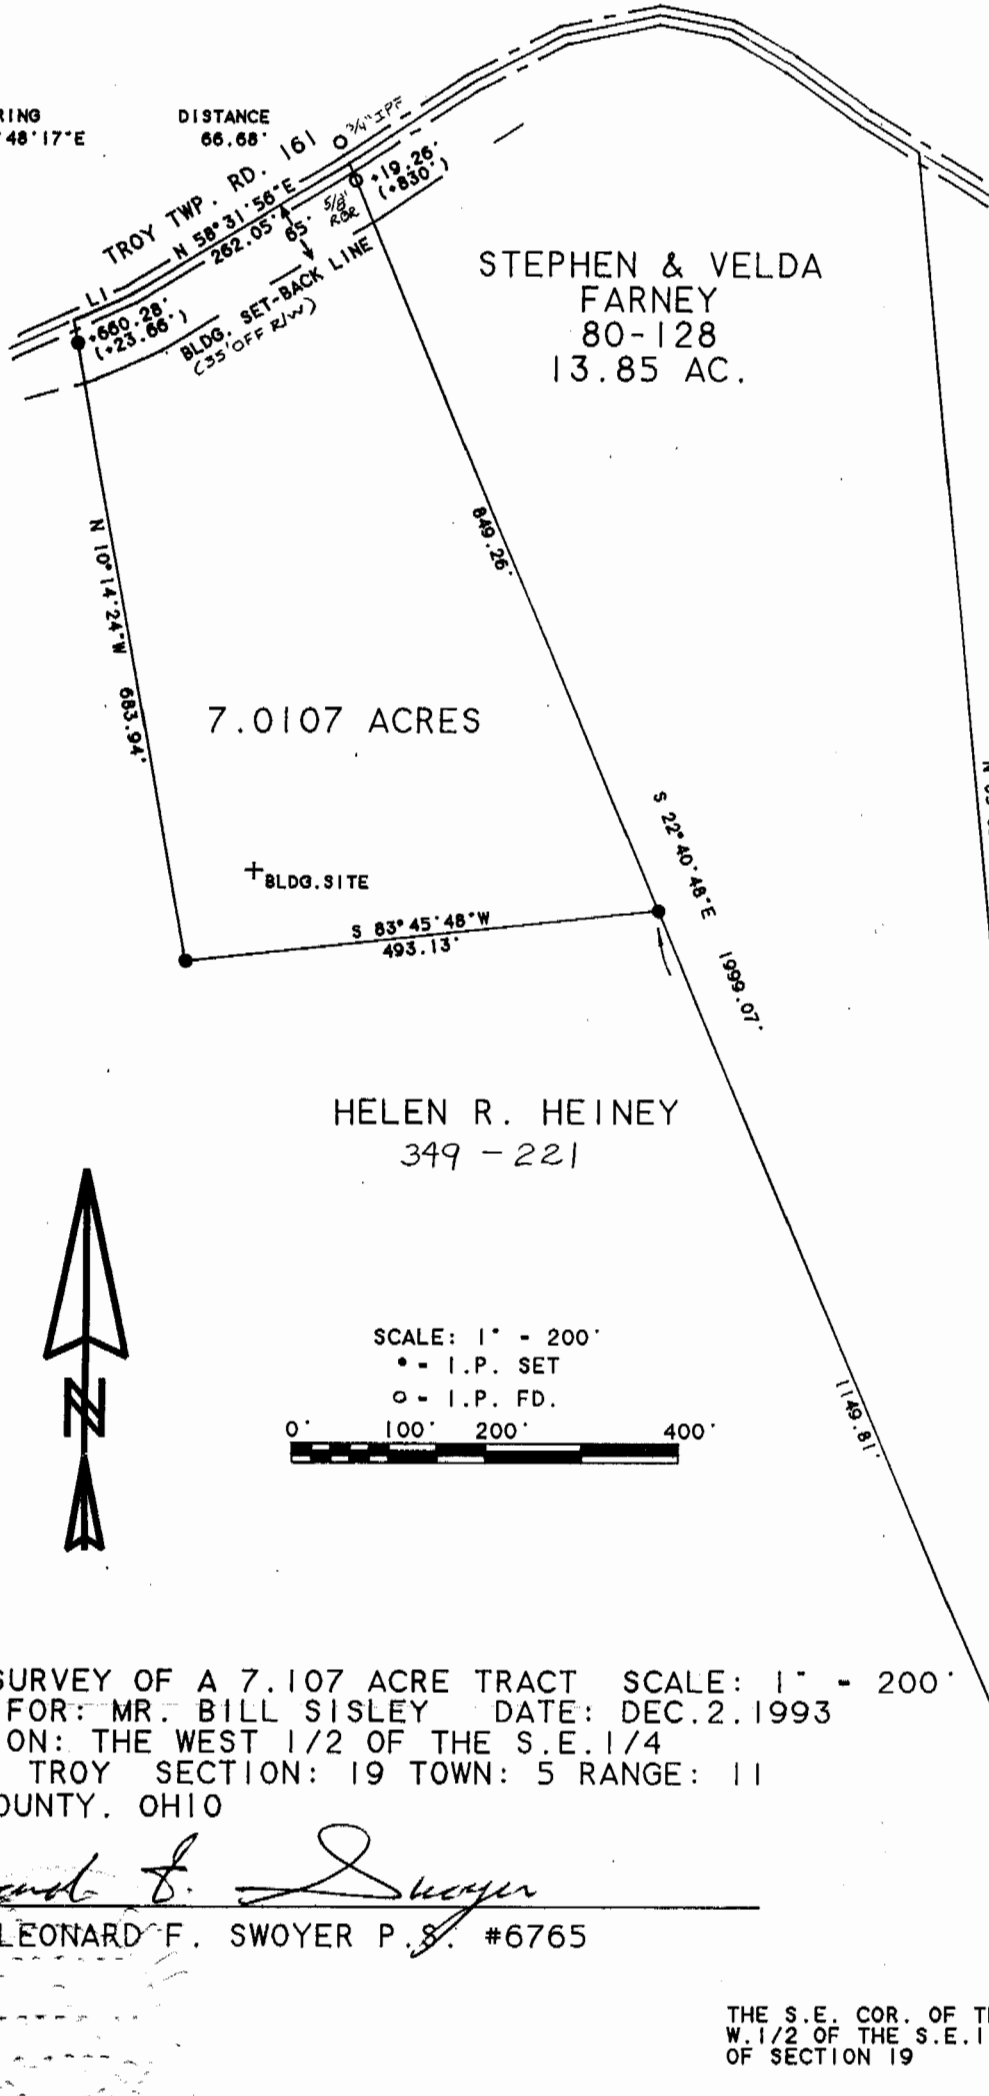 DISTANCE
48'17"E 66.68'
3/4" IPF
TROY TWP. RD. 161
N 58°31'56"E
262.05'
L1
65'
5/8"
RBR
+19.26'
(+830')
+660.28'
(+23.66')
BLDG. SET-BACK LINE
(35' OFF R/W)
STEPHEN & VELDA
FARNEY
80-128
13.85 AC.
849.26'
N 10°14'24"W 683.94'
7.0107 ACRES
S 22°40'48"E 1999.07'
BLDG.SITE
S 83°45'48"W
493.13'
HELEN R. HEINEY
349 - 221
N
SCALE: 1" - 200'
• - I.P. SET
o - I.P. FD.
0' 100' 200' 400'
1149.81'
SURVEY OF A 7.107 ACRE TRACT SCALE: 1" - 200'
FOR: MR. BILL SISLEY DATE: DEC.2.1993
ON: THE WEST 1/2 OF THE S.E.1/4
TROY SECTION: 19 TOWN: 5 RANGE: 11
OUNTY. OHIO
F. Swoyer
LEONARD F. SWOYER P.S. #6765
THE S.E. COR. OF
W.1/2 OF THE S.E.1
OF SECTION 19